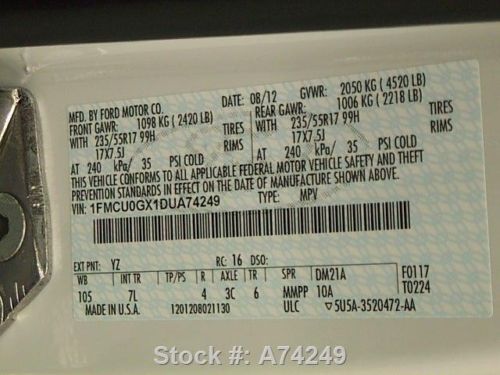 MFD. BY FORD MOTOR CO.
DATE: 08/12 GVWR: 2050 KG ( 4520 LB)
FRONT GAWR: 1098 KG ( 2420 LB) REAR GAWR: 1006 KG ( 2218 LB)
WITH 235/55R17 99H TIRES WITH 235/55R17 99H TIRES
17X7.5J RIMS 17X7.5J RIMS
AT 240 kPa/ 35 PSI COLD AT 240 kPa/ 35 PSI COLD
THIS VEHICLE CONFORMS TO ALL APPLICABLE FEDERAL MOTOR VEHICLE SAFETY AND THEFT
PREVENTION STANDARDS IN EFFECT ON THE DATE OF MANUFACTURE SHOWN ABOVE.
VIN: 1FMCU0GX1DUA74249 TYPE: MPV
EXT PNT: YZ RC: 16 DSO:
WB INT TR TP/PS R AXLE TR SPR DM21A F0117
105 7L 4 3C 6 MMPP 10A T0224
MADE IN U.S.A. 1201208021130 ULC 5U5A-3520472-AA
Stock #: A74249